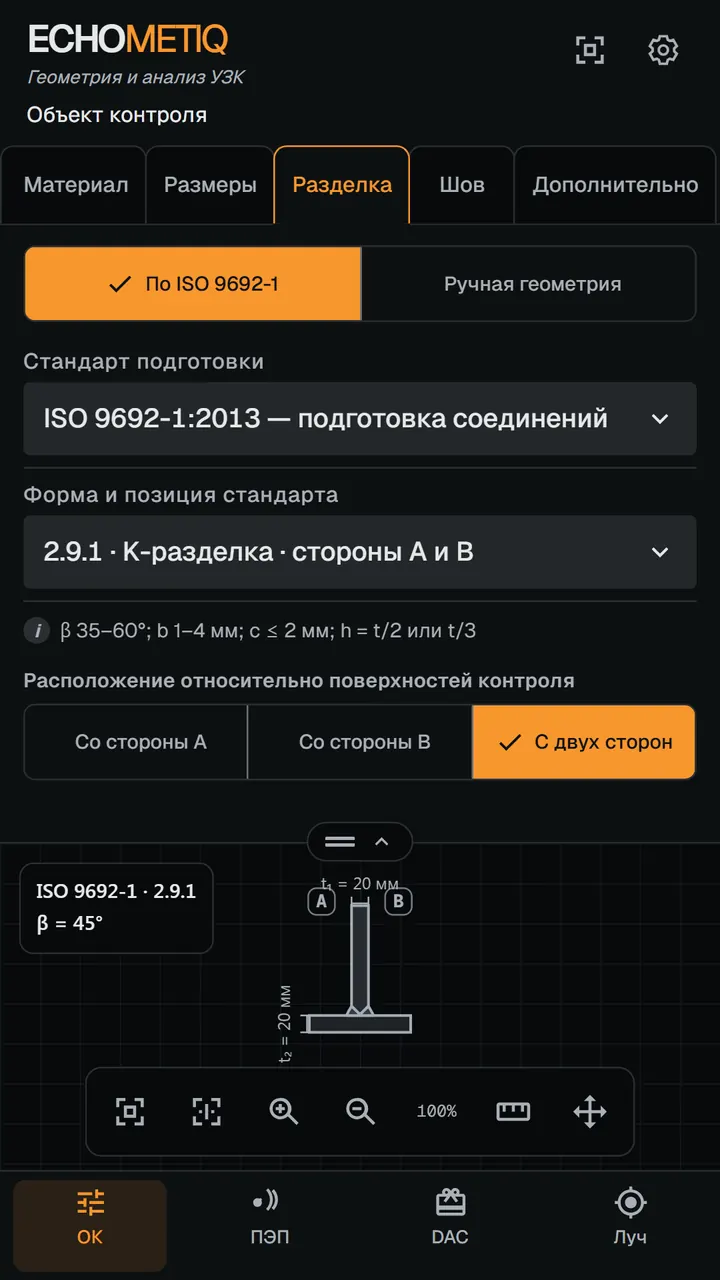 ECHOMETIQ
Геометрия и анализ УЗК
Объект контроля
Материал
Размеры
Разделка
Шов
Дополнительно
По ISO 9692-1
Ручная геометрия
Стандарт подготовки
ISO 9692-1:2013 — подготовка соединений
Форма и позиция стандарта
2.9.1 · К-разделка · стороны A и B
i β 35–60°; b 1–4 мм; c ≤ 2 мм; h = t/2 или t/3
Расположение относительно поверхностей контроля
Со стороны A
Со стороны B
С двух сторон
ISO 9692-1 · 2.9.1
β = 45°
t₁ = 20 мм
A
B
t₂ = 20 мм
100%
ОК
ПЭП
DAC
Луч